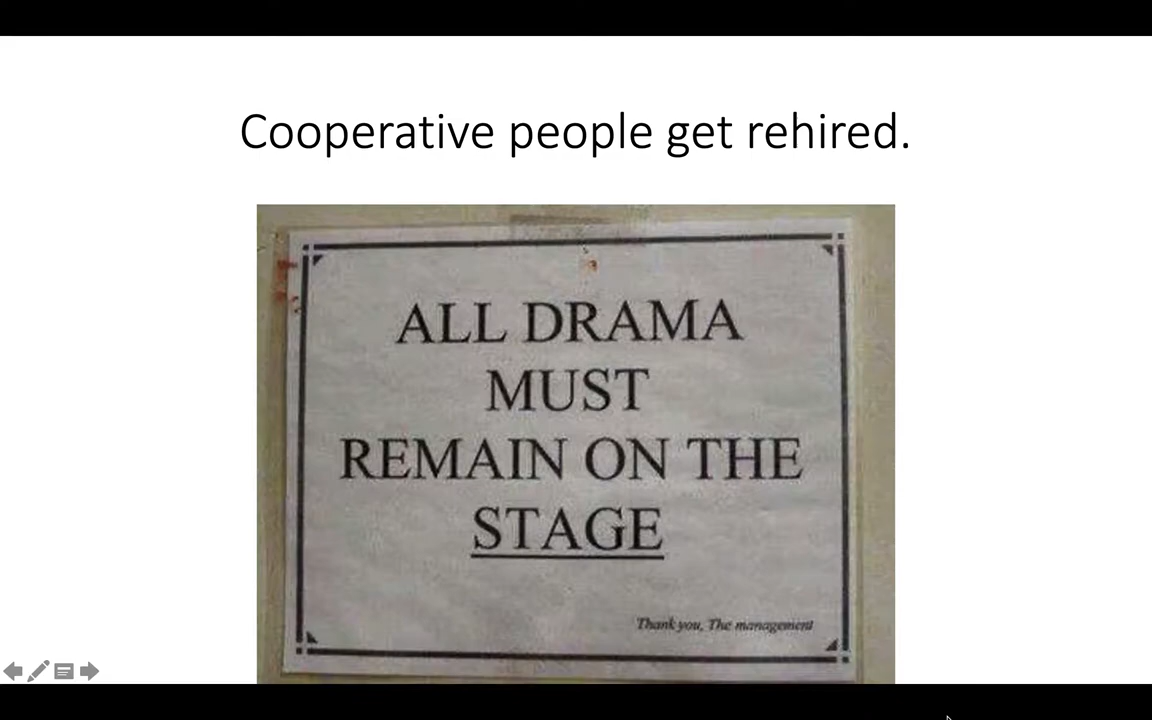 Cooperative people get rehired.
ALL DRAMA
MUST
REMAIN ON THE
STAGE
Thank you, The management